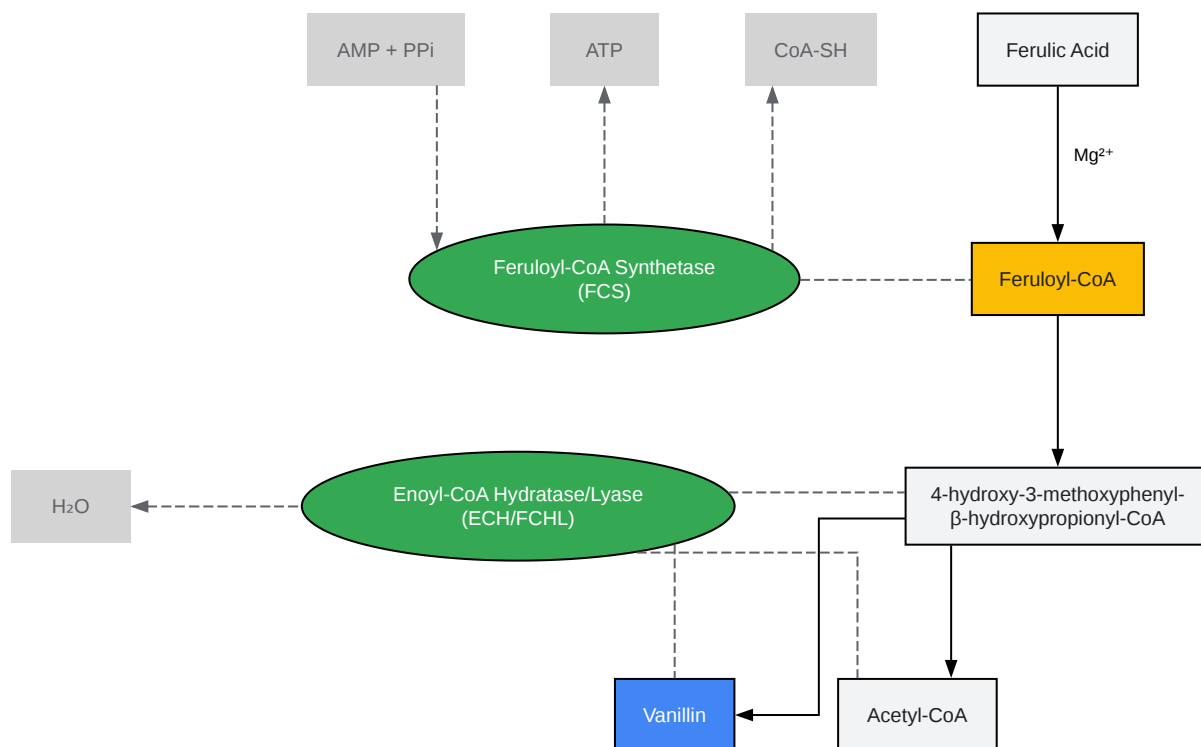 AMP + PPi
ATP
CoA-SH
Ferulic Acid
Mg²⁺
Feruloyl-CoA Synthetase
(FCS)
Feruloyl-CoA
H₂O
Enoyl-CoA Hydratase/Lyase
(ECH/FCHL)
4-hydroxy-3-methoxyphenyl-
β-hydroxypropionyl-CoA
Vanillin
Acetyl-CoA